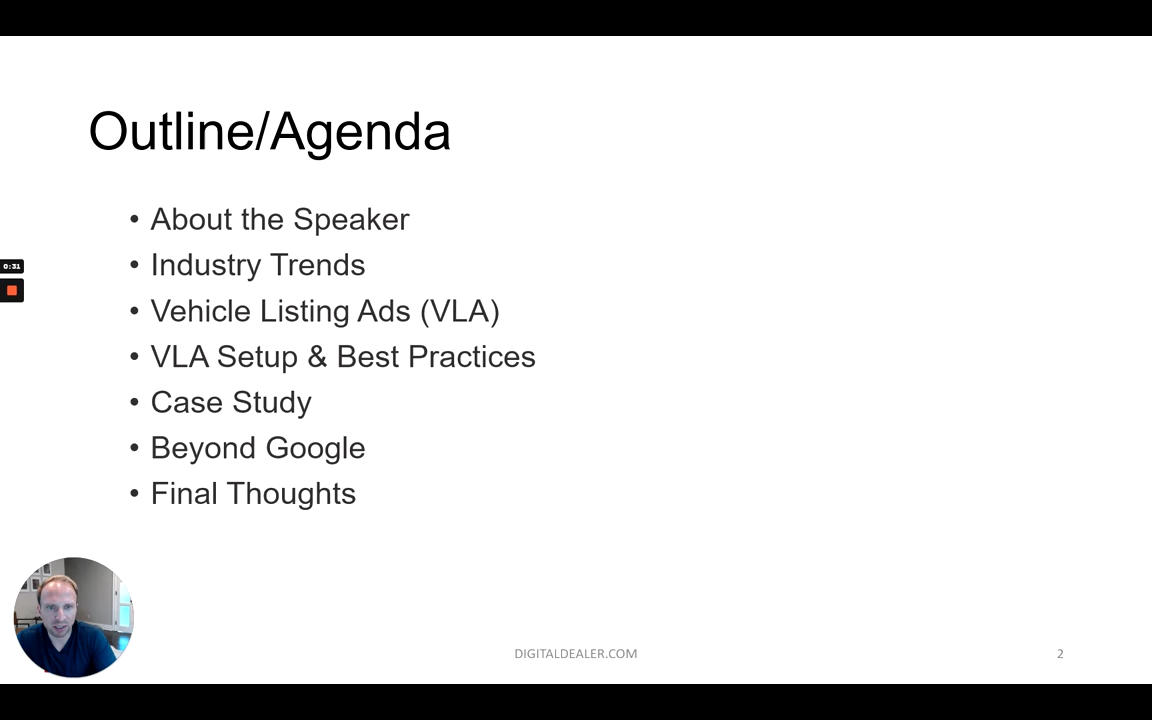 Outline/Agenda
• About the Speaker
• Industry Trends
0:31
• Vehicle Listing Ads (VLA)
• VLA Setup & Best Practices
• Case Study
• Beyond Google
• Final Thoughts
DIGITALDEALER.COM
2